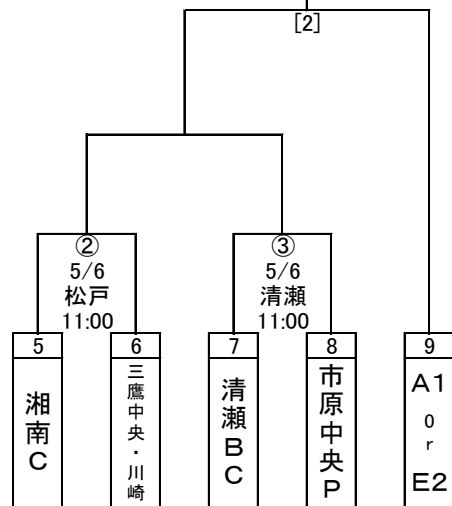 [2]
② ③
5/6 5/6
松戸 清瀬
11:00 11:00
5 6 7 8 9
湘南C
三鷹中央・川崎
清瀬BC
市原中央P
A1
0
r
E2